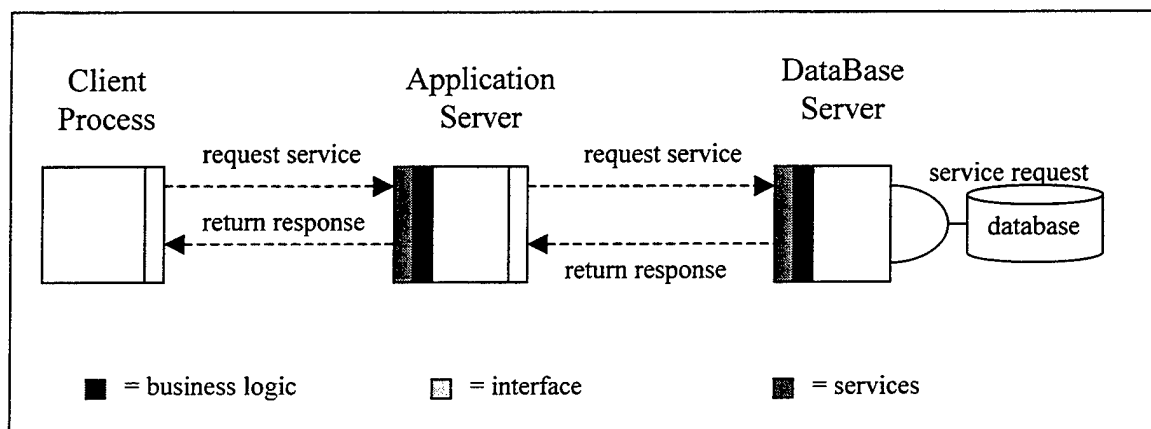 Client
Process
Application
Server
DataBase
Server
request service
request service
service request
return response
return response
database
= business logic
= interface
= services